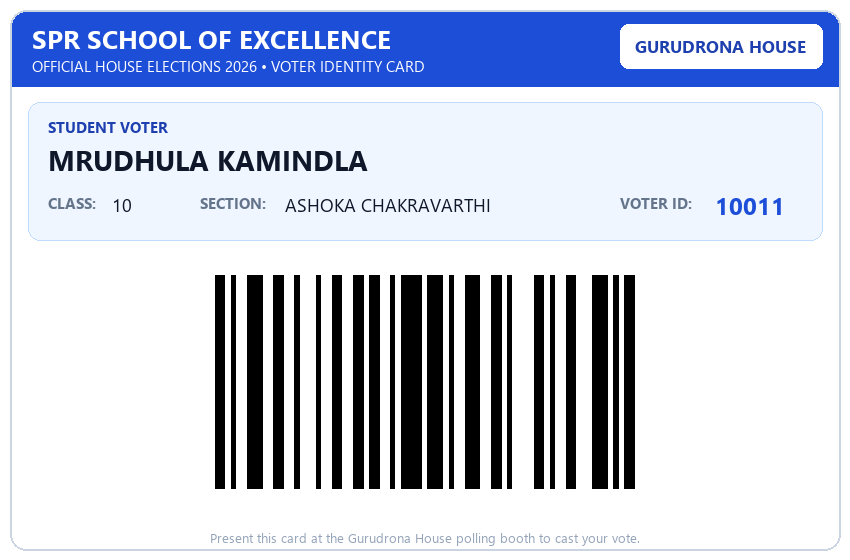 SPR SCHOOL OF EXCELLENCE
GURUDRONA HOUSE
OFFICIAL HOUSE ELECTIONS 2026 • VOTER IDENTITY CARD
STUDENT VOTER
MRUDHULA KAMINDLA
CLASS: 10 SECTION: ASHOKA CHAKRAVARTHI VOTER ID: 10011
Present this card at the Gurudrona House polling booth to cast your vote.